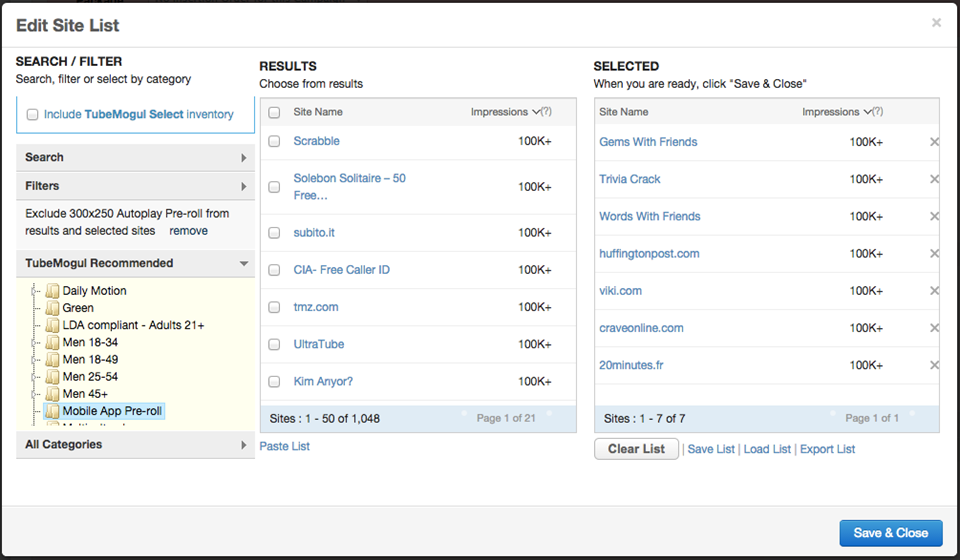 Edit Site List
×
SEARCH / FILTER
Search, filter or select by category
Include TubeMogul Select inventory
Search
Filters
Exclude 300x250 Autoplay Pre-roll from
results and selected sites remove
TubeMogul Recommended
Daily Motion
Green
LDA compliant - Adults 21+
Men 18-34
Men 18-49
Men 25-54
Men 45+
Mobile App Pre-roll
All Categories
RESULTS
Choose from results
Site Name Impressions (?)
Scrabble 100K+
Solebon Solitaire – 50
Free… 100K+
subito.it 100K+
CIA- Free Caller ID 100K+
tmz.com 100K+
UltraTube 100K+
Kim Anyor? 100K+
Sites : 1 - 50 of 1,048 Page 1 of 21
Paste List
SELECTED
When you are ready, click "Save & Close"
Site Name Impressions (?)
Gems With Friends 100K+ ×
Trivia Crack 100K+ ×
Words With Friends 100K+ ×
huffingtonpost.com 100K+ ×
viki.com 100K+ ×
craveonline.com 100K+ ×
20minutes.fr 100K+ ×
Sites : 1 - 7 of 7 Page 1 of 1
Clear List | Save List | Load List | Export List
Save & Close